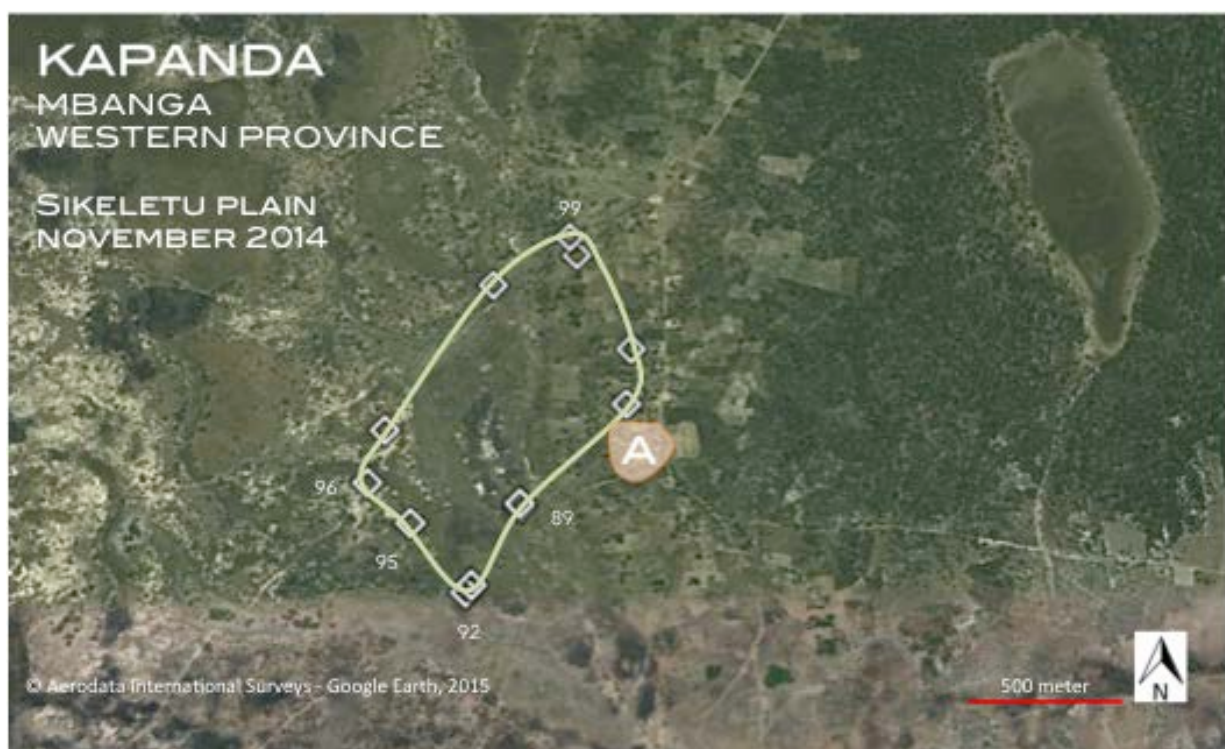 KAPANDA
MBANGA
WESTERN PROVINCE
SIKELETU PLAIN
NOVEMBER 2014
99
A
96
89
95
92
© Aerodata International Surveys - Google Earth, 2015
500 meter
N